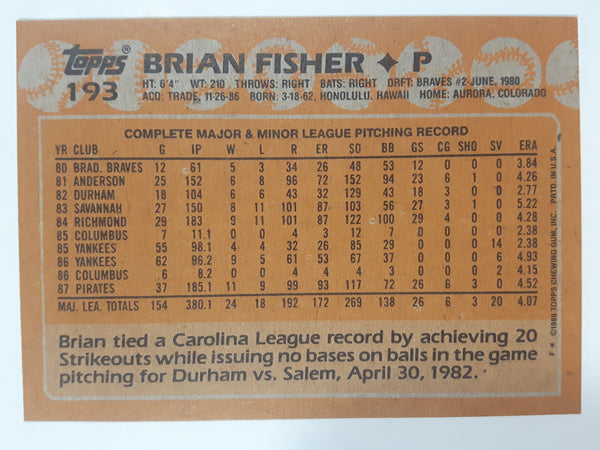 Topps® BRIAN FISHER P
193 HT: 6'4" WT: 210 THROWS: RIGHT BATS: RIGHT DRFT: BRAVES #2-JUNE, 1980
ACQ: TRADE, 11-26-86 BORN: 3-18-62, HONOLULU, HAWAII HOME: AURORA, COLORADO
COMPLETE MAJOR & MINOR LEAGUE PITCHING RECORD
YR CLUB G IP W L R ER SO BB GS CG SHO SV ERA
80 BRAD. BRAVES 12 61 5 3 34 26 48 53 12 0 0 0 3.84
81 ANDERSON 25 152 6 8 96 72 152 94 23 6 1 0 4.26
82 DURHAM 18 104 6 6 43 32 129 43 18 3 0 0 2.77
83 SAVANNAH 27 150 9 11 101 87 103 56 27 3 0 0 5.22
84 RICHMOND 29 183 9 11 101 87 122 100 29 4 1 0 4.28
85 COLUMBUS 7 11.1 0 0 4 3 12 7 0 0 0 0 2.38
85 YANKEES 55 98.1 4 4 32 26 85 29 0 0 0 14 2.38
86 YANKEES 62 96.2 9 5 61 53 67 37 0 0 0 6 4.93
86 COLUMBUS 6 8.2 0 0 4 4 6 3 0 0 0 2 4.15
87 PIRATES 37 185.1 11 9 99 93 117 72 26 6 3 0 4.52
MAJ. LEA. TOTALS 154 380.1 24 18 192 172 269 138 26 6 3 20 4.07
Brian tied a Carolina League record by achieving 20
Strikeouts while issuing no bases on balls in the game
pitching for Durham vs. Salem, April 30, 1982.
F * ©1988 TOPPS CHEWING GUM, INC. PRTD. IN U.S.A.